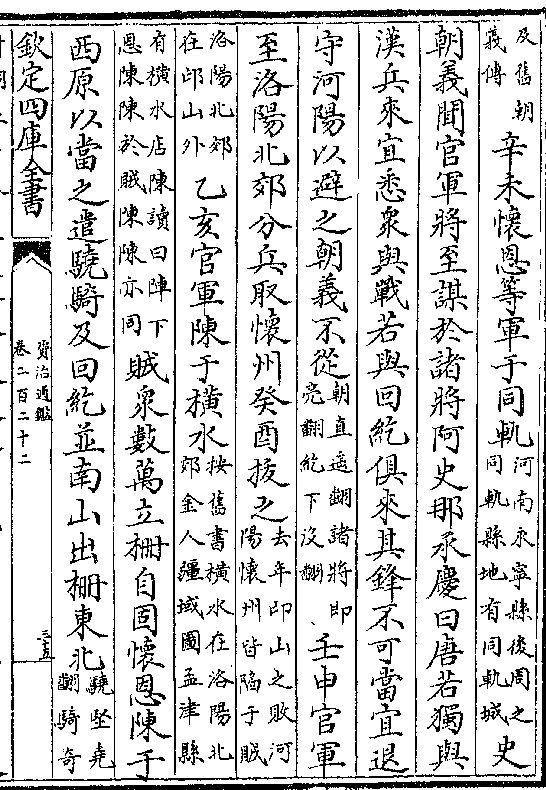 及舊朝義傳辛未懷恩等軍于同軌河南永寧縣後周之同軌縣地有同軌城史
朝義聞官軍將至謀於諸將阿史那承慶曰唐若獨與
漢兵來宜悉衆與戰若與回紇俱來其鋒不可當宜退
守河陽以避之朝義不從朝直遥翻諸將即亮翻紇下没翻壬申官軍
至洛陽北郊分兵取懷州癸酉拔之去年邙山之敗河陽懷州皆陷于賊
洛陽北郊在邙山外乙亥官軍陳于橫水按舊書橫水在洛陽北郊金人疆域圖孟津縣
有橫水店陳讀曰陣下恩陳陳於賊陳陳亦同賊衆數萬立柵自固懷恩陳于
西原以當之遣驍騎及回紇並南山出柵東北驍堅堯翻騎奇
欽定四庫全書
資治通鑑
卷二百二十二
三五